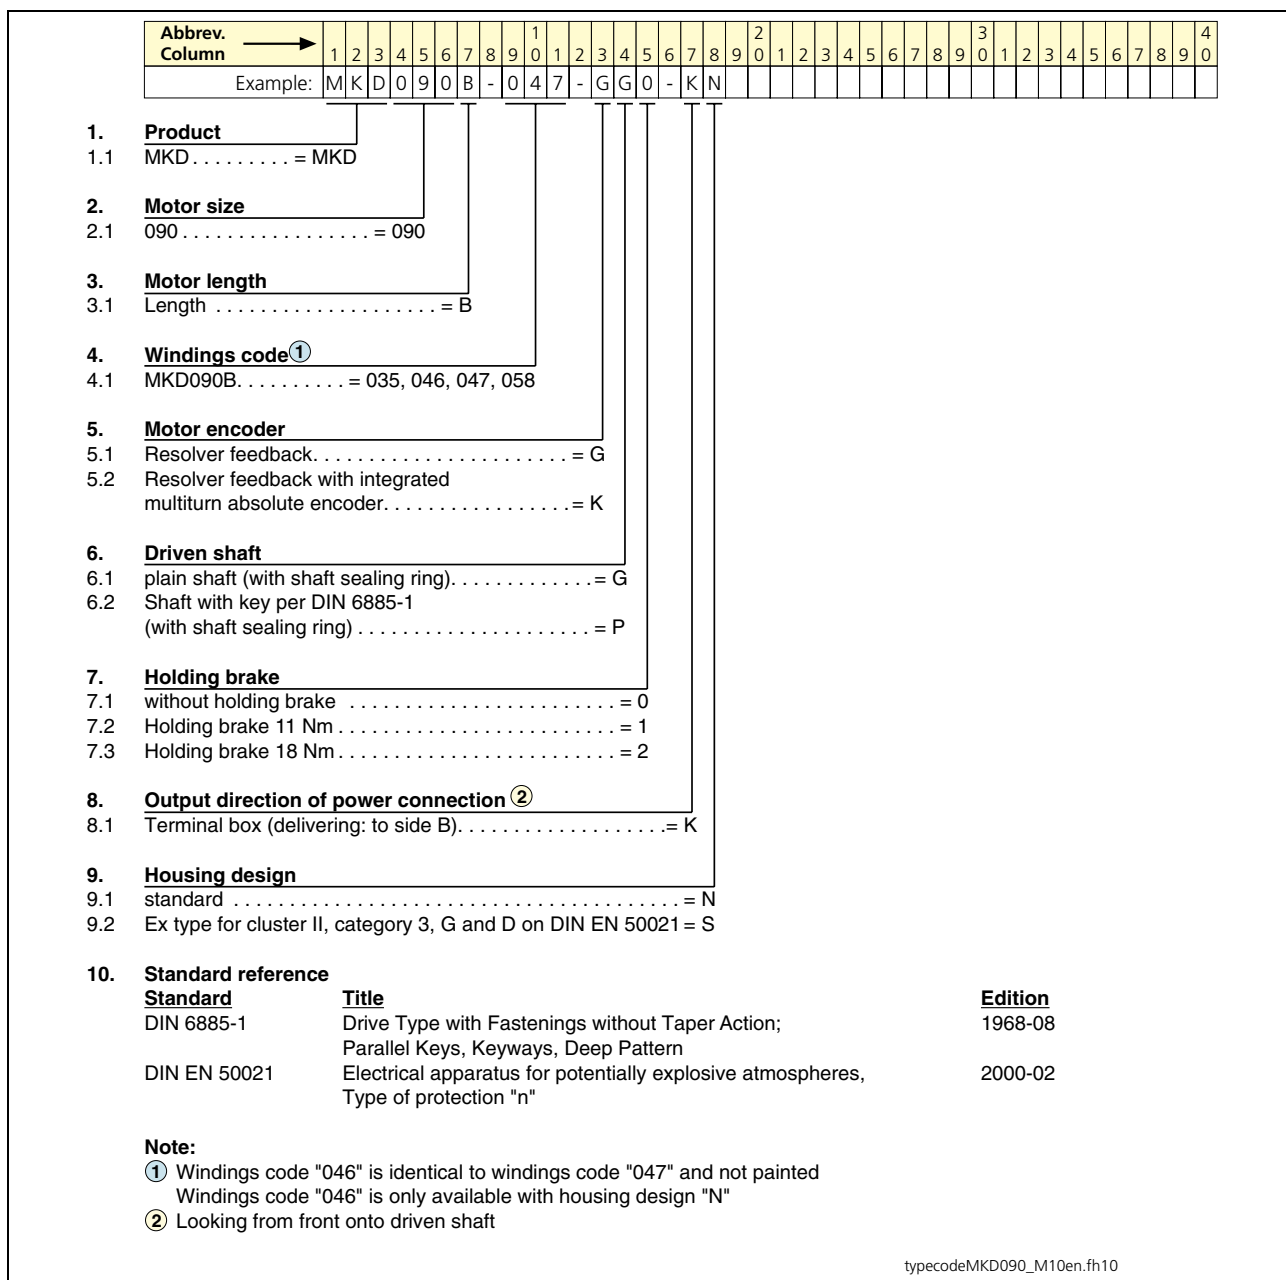 Abbrev. 1 2 3 4
Column 1 2 3 4 5 6 7 8 9 0 1 2 3 4 5 6 7 8 9 0 1 2 3 4 5 6 7 8 9 0 1 2 3 4 5 6 7 8 9 0
Example: M K D 0 9 0 B - 0 4 7 - G G 0 - K N
1. Product
1.1 MKD . . . . . . . . . = MKD
2. Motor size
2.1 090 . . . . . . . . . . . . . . . . . = 090
3. Motor length
3.1 Length . . . . . . . . . . . . . . . . . . . . = B
4. Windings code 1
4.1 MKD090B. . . . . . . . . . = 035, 046, 047, 058
5. Motor encoder
5.1 Resolver feedback. . . . . . . . . . . . . . . . . . . . . . . = G
5.2 Resolver feedback with integrated
multiturn absolute encoder. . . . . . . . . . . . . . . . . = K
6. Driven shaft
6.1 plain shaft (with shaft sealing ring). . . . . . . . . . . . . = G
6.2 Shaft with key per DIN 6885-1
(with shaft sealing ring) . . . . . . . . . . . . . . . . . . . . . = P
7. Holding brake
7.1 without holding brake . . . . . . . . . . . . . . . . . . . . . . . . = 0
7.2 Holding brake 11 Nm . . . . . . . . . . . . . . . . . . . . . . . . . = 1
7.3 Holding brake 18 Nm . . . . . . . . . . . . . . . . . . . . . . . . . = 2
8. Output direction of power connection 2
8.1 Terminal box (delivering: to side B). . . . . . . . . . . . . . . . . . .= K
9. Housing design
9.1 standard . . . . . . . . . . . . . . . . . . . . . . . . . . . . . . . . . . . . . . . . = N
9.2 Ex type for cluster II, category 3, G and D on DIN EN 50021 = S
10. Standard reference
Standard Title Edition
DIN 6885-1 Drive Type with Fastenings without Taper Action; 1968-08
Parallel Keys, Keyways, Deep Pattern
DIN EN 50021 Electrical apparatus for potentially explosive atmospheres, 2000-02
Type of protection "n"
Note:
1 Windings code "046" is identical to windings code "047" and not painted
Windings code "046" is only available with housing design "N"
2 Looking from front onto driven shaft
typecodeMKD090_M10en.fh10